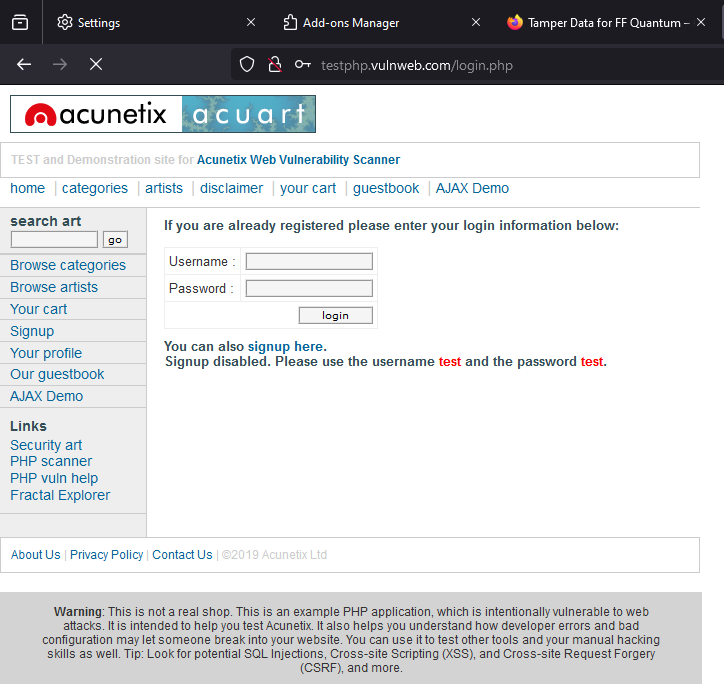 Settings
Add-ons Manager
Tamper Data for FF Quantum –
testphp.vulnweb.com/login.php
acunetix acuart
TEST and Demonstration site for Acunetix Web Vulnerability Scanner
home | categories | artists | disclaimer | your cart | guestbook | AJAX Demo
search art
go
Browse categories
Browse artists
Your cart
Signup
Your profile
Our guestbook
AJAX Demo
Links
Security art
PHP scanner
PHP vuln help
Fractal Explorer
If you are already registered please enter your login information below:
Username :
Password :
login
You can also signup here.
Signup disabled. Please use the username test and the password test.
About Us | Privacy Policy | Contact Us | ©2019 Acunetix Ltd
Warning: This is not a real shop. This is an example PHP application, which is intentionally vulnerable to web
attacks. It is intended to help you test Acunetix. It also helps you understand how developer errors and bad
configuration may let someone break into your website. You can use it to test other tools and your manual hacking
skills as well. Tip: Look for potential SQL Injections, Cross-site Scripting (XSS), and Cross-site Request Forgery
(CSRF), and more.